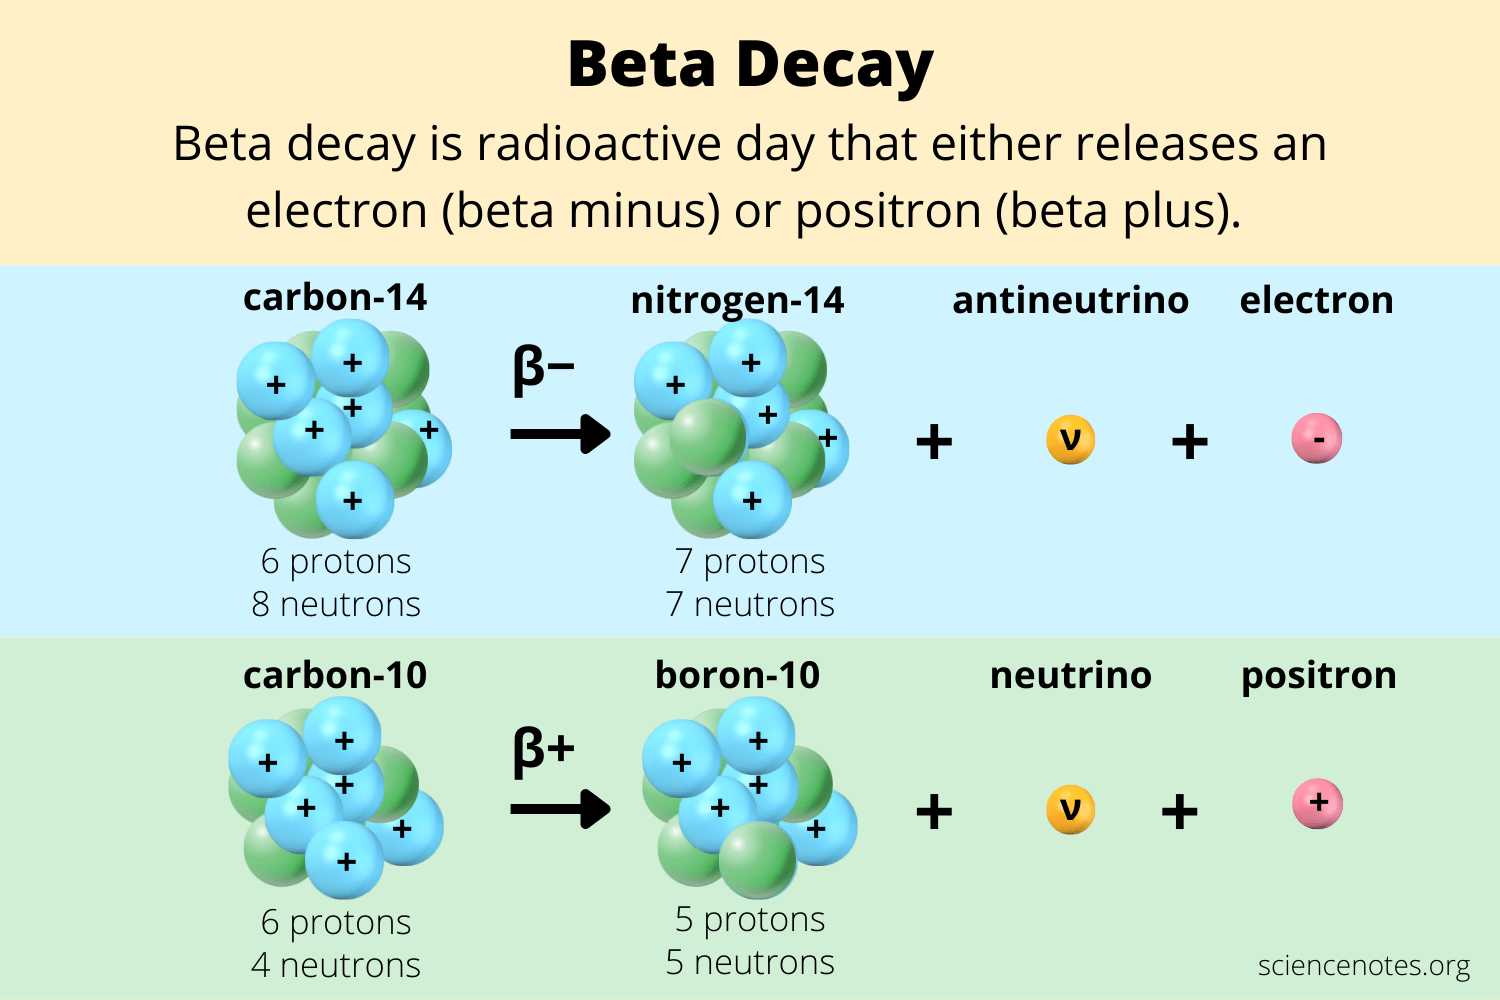 Beta Decay
Beta decay is radioactive day that either releases an
electron (beta minus) or positron (beta plus).
carbon-14 nitrogen-14 antineutrino electron
+ + + + + +
β−
+ + + + +
+ ν + -
6 protons 7 protons
8 neutrons 7 neutrons
carbon-10 boron-10 neutrino positron
+ + + + + +
β+
+ + + + +
+ ν + +
6 protons 5 protons
4 neutrons 5 neutrons
sciencenotes.org